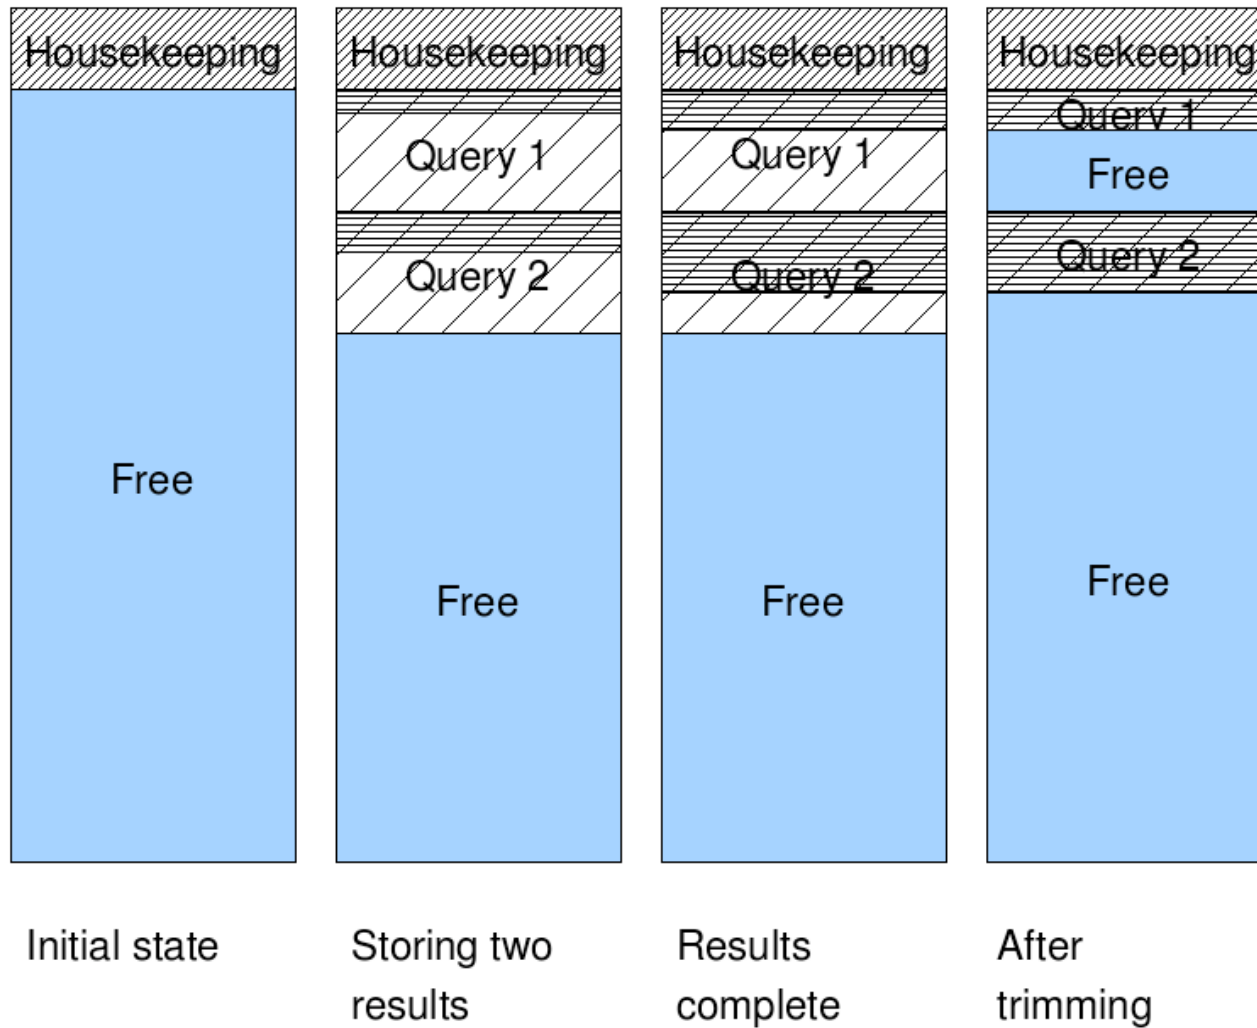 Housekeeping
Free
Initial state
Housekeeping
Query 1
Query 2
Free
Storing two
results
Housekeeping
Query 1
Query 2
Free
Results
complete
Housekeeping
Query 1
Free
Query 2
Free
After
trimming